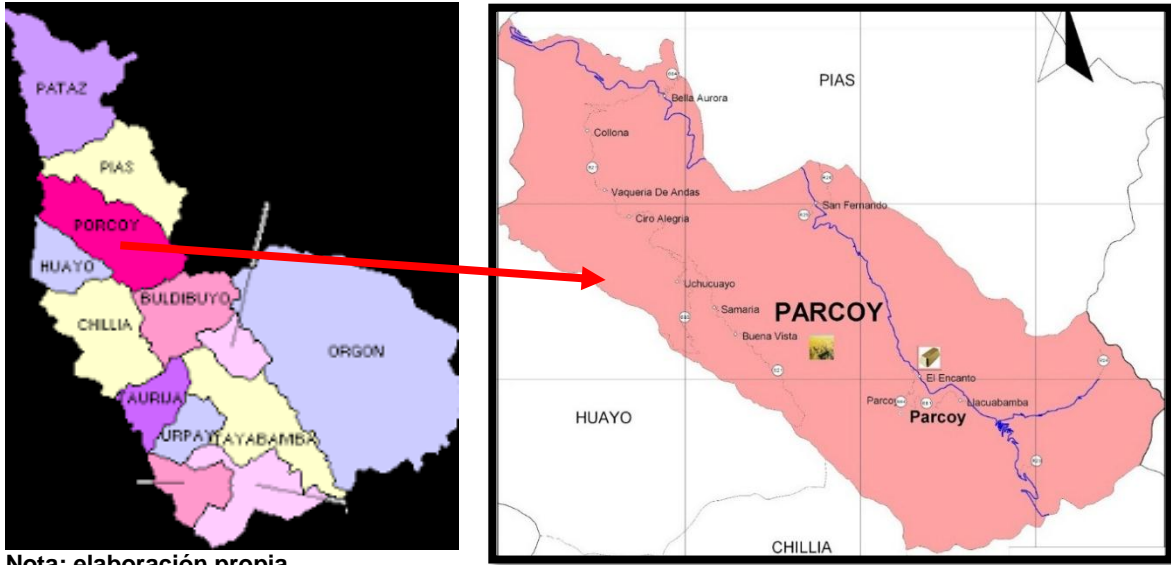 PATAZ
PIAS
PORCOY
HUAYO
BULDIBUYO
CHILLIA
ORGON
AURUA
URPAY
TAYABAMBA
PIAS
Bella Aurora
Collona
Vaqueria De Andas
Ciro Alegria
San Fernando
Uchucuayo
Samaria
PARCOY
Buena Vista
El Encanto
Parcoy
Llacuabamba
Parcoy
HUAYO
CHILLIA
Nota: elaboración propia